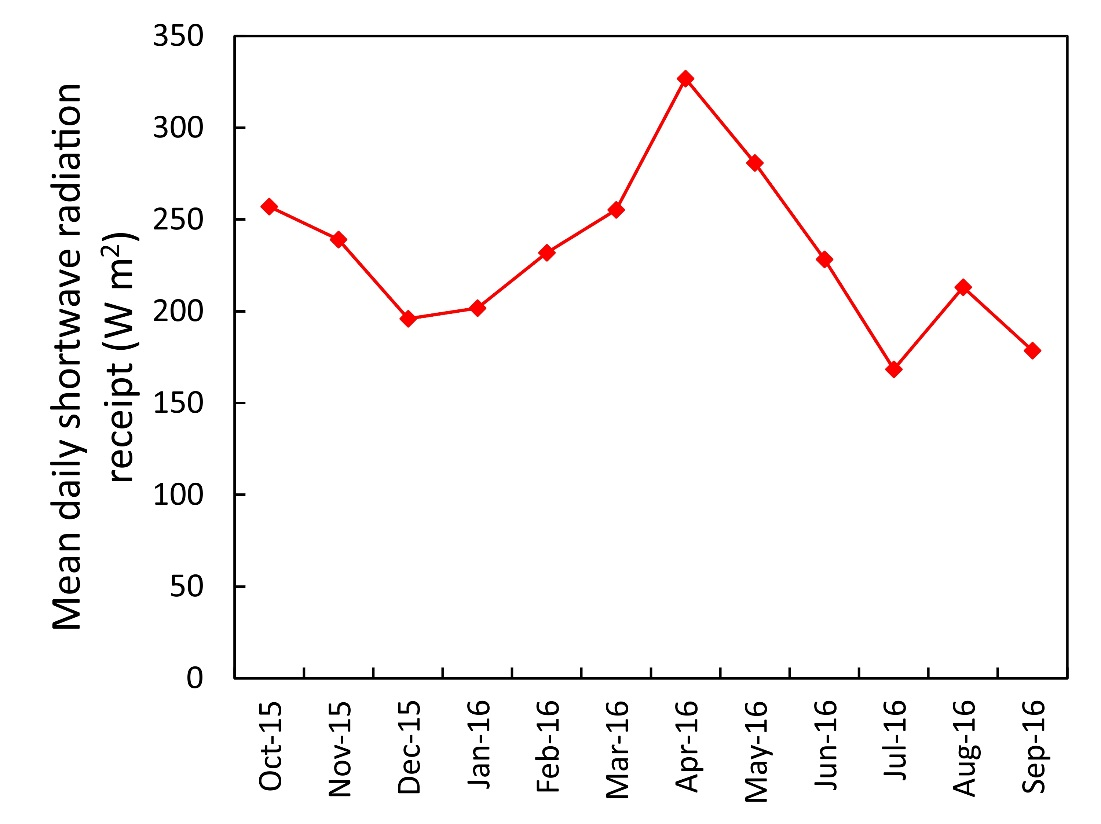 Mean daily shortwave radiation
receipt (W m²)
350
300
250
200
150
100
50
0
Oct-15
Nov-15
Dec-15
Jan-16
Feb-16
Mar-16
Apr-16
May-16
Jun-16
Jul-16
Aug-16
Sep-16